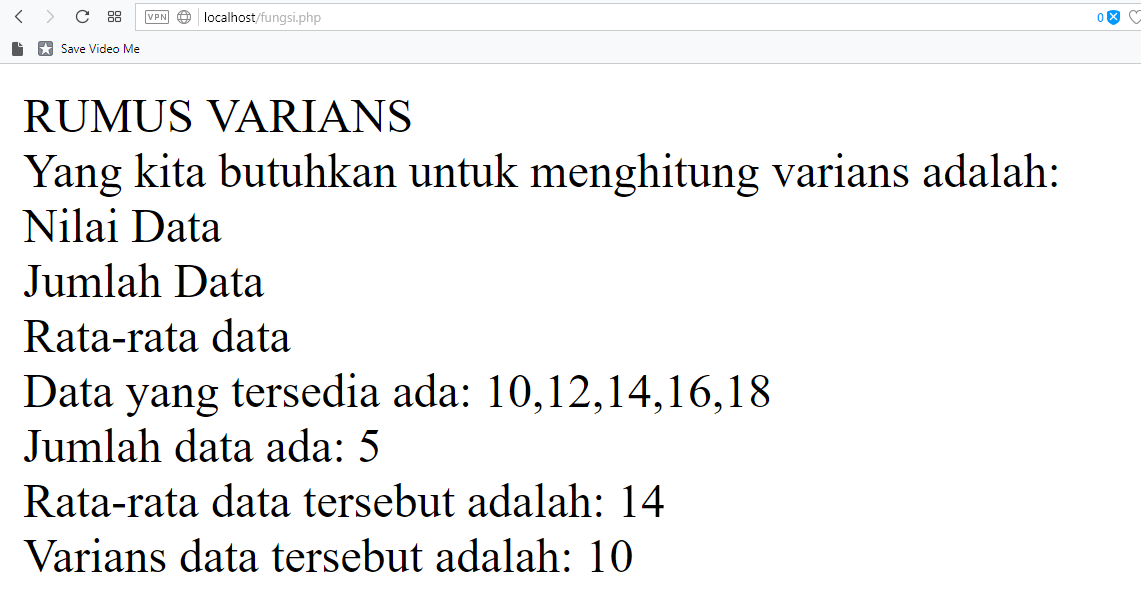 VPN localhost/fungsi.php 0
Save Video Me
RUMUS VARIANS
Yang kita butuhkan untuk menghitung varians adalah:
Nilai Data
Jumlah Data
Rata-rata data
Data yang tersedia ada: 10,12,14,16,18
Jumlah data ada: 5
Rata-rata data tersebut adalah: 14
Varians data tersebut adalah: 10